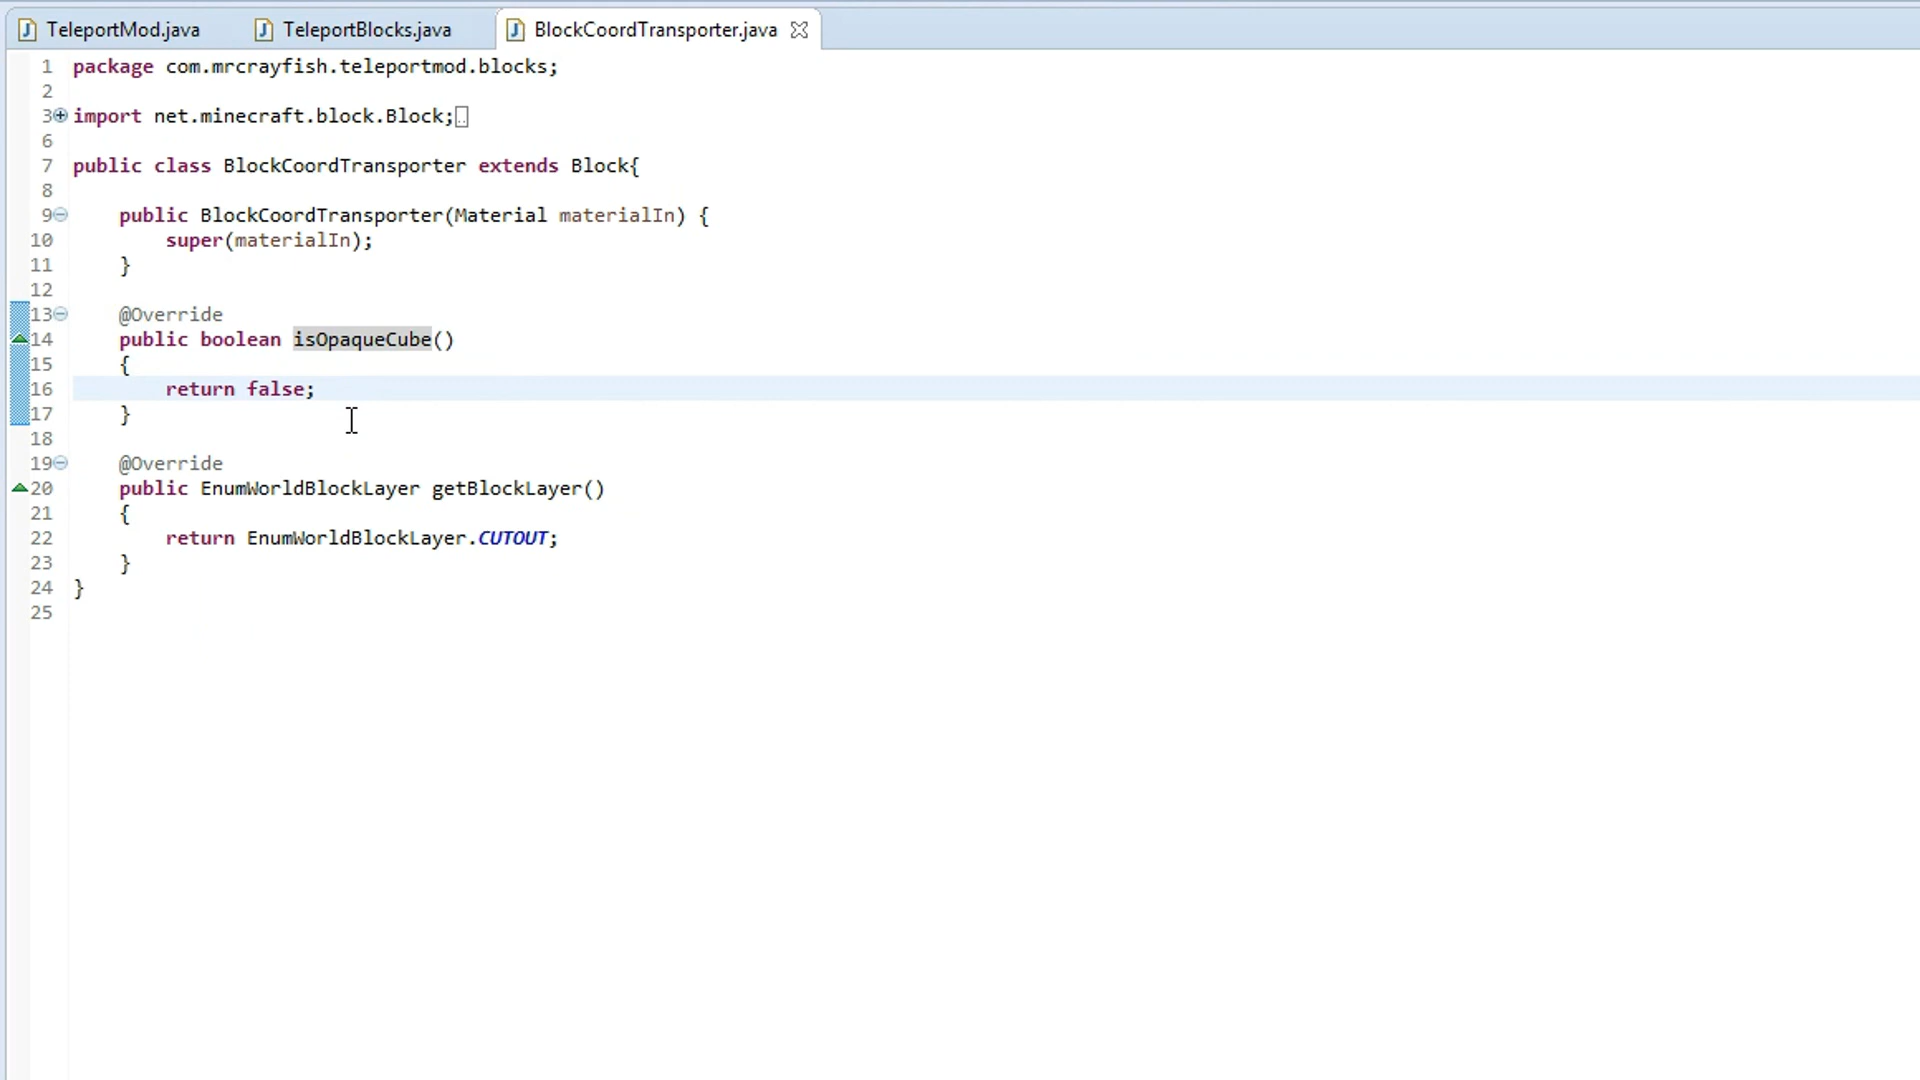 TeleportMod.java TeleportBlocks.java BlockCoordTransporter.java
1 package com.mrcrayfish.teleportmod.blocks;
2
3 import net.minecraft.block.Block;
6
7 public class BlockCoordTransporter extends Block{
8
9 public BlockCoordTransporter(Material materialIn) {
10 super(materialIn);
11 }
12
13 @Override
14 public boolean isOpaqueCube()
15 {
16 return false;
17 }
18
19 @Override
20 public EnumWorldBlockLayer getBlockLayer()
21 {
22 return EnumWorldBlockLayer.CUTOUT;
23 }
24 }
25